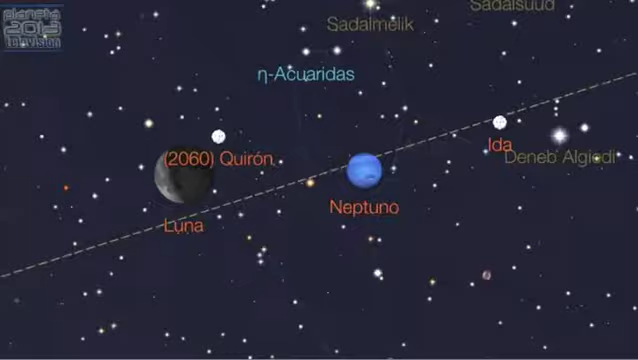 planeta
2013
televisión
Sadalmelik
Sadalsuud
η-Acuaridas
(2060) Quirón
Ida
Deneb Algiedi
Neptuno
Luna